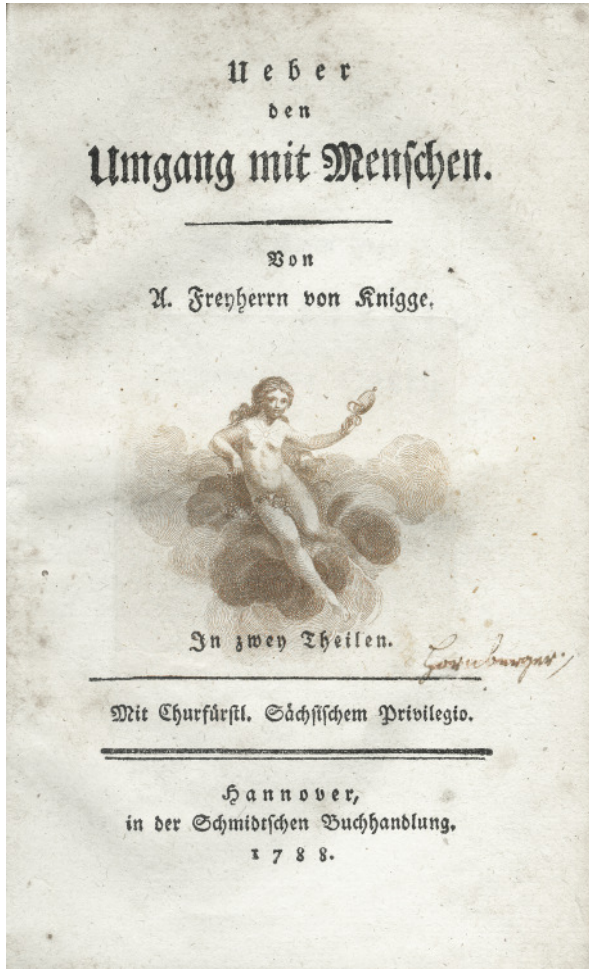 Ueber
den
Umgang mit Menschen.
Von
A. Freyherrn von Knigge.
In zwey Theilen.
Hornberger.
Mit Churfürstl. Sächsischem Privilegio.
Hannover,
in der Schmidtschen Buchhandlung.
1788.